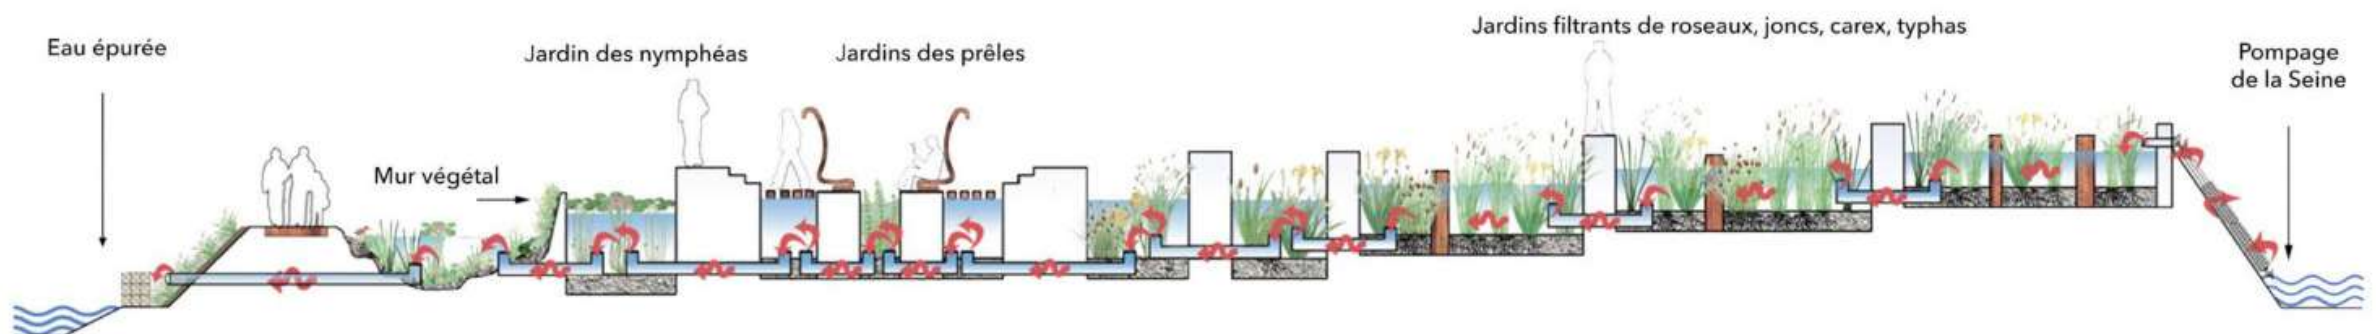 Eau épurée
Mur végétal
Jardin des nymphéas
Jardins des prêles
Jardins filtrants de roseaux, joncs, carex, typhas
Pompage
de la Seine